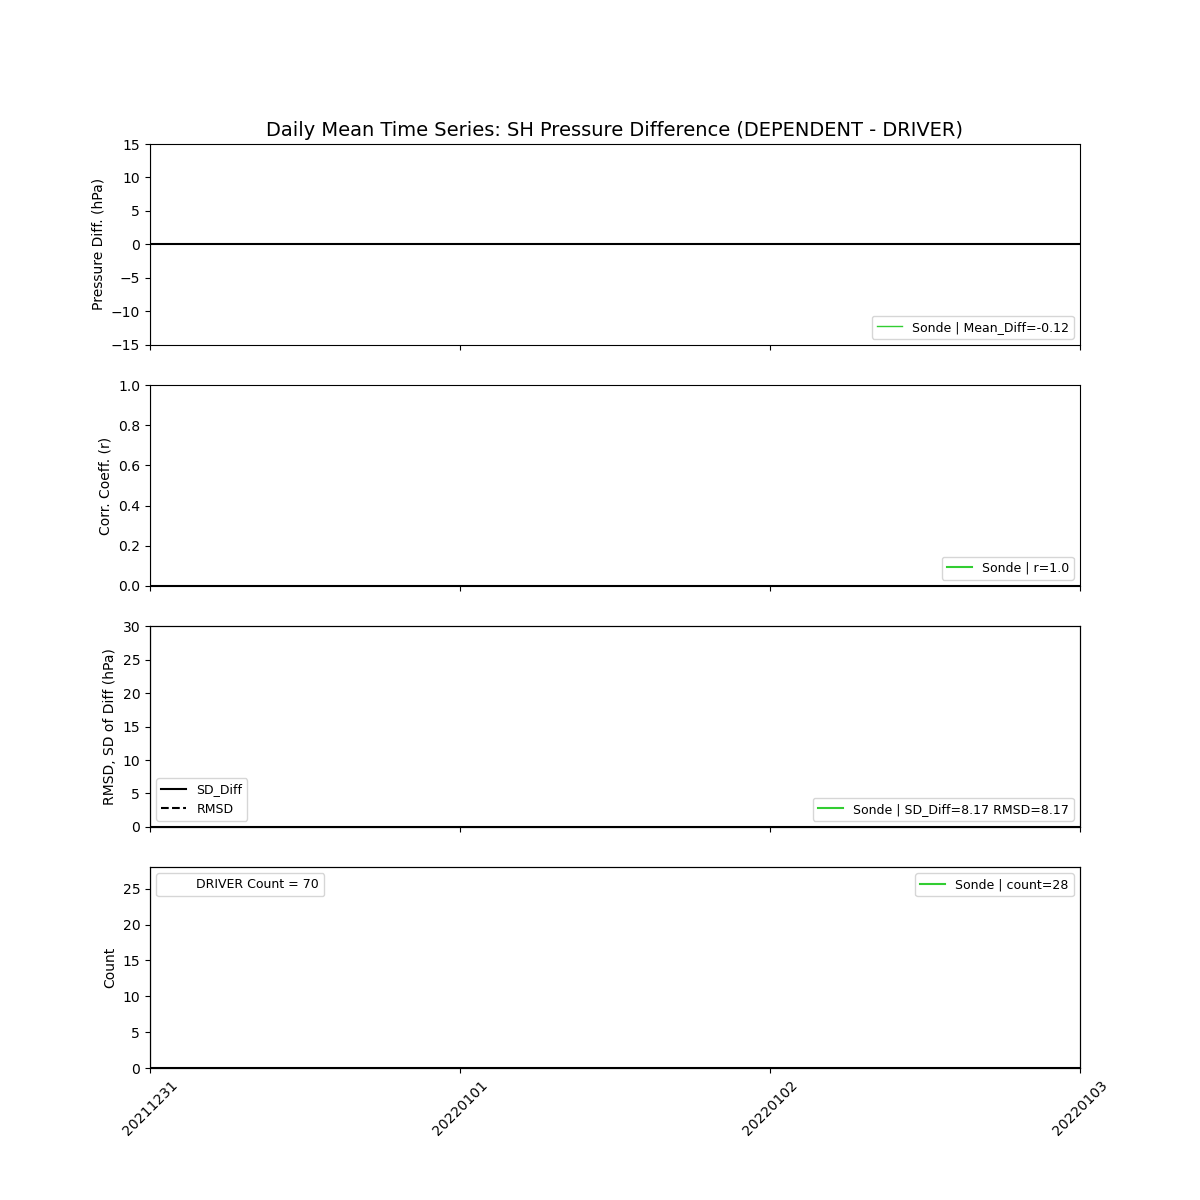 Daily Mean Time Series: SH Pressure Difference (DEPENDENT - DRIVER)
Pressure Diff. (hPa)
15
10
5
0
−5
−10
−15
Sonde | Mean_Diff=-0.12
Corr. Coeff. (r)
1.0
0.8
0.6
0.4
0.2
0.0
Sonde | r=1.0
RMSD, SD of Diff (hPa)
30
25
20
15
10
5
0
SD_Diff
RMSD
Sonde | SD_Diff=8.17 RMSD=8.17
Count
25
20
15
10
5
0
DRIVER Count = 70
Sonde | count=28
20211231
20220101
20220102
20220103